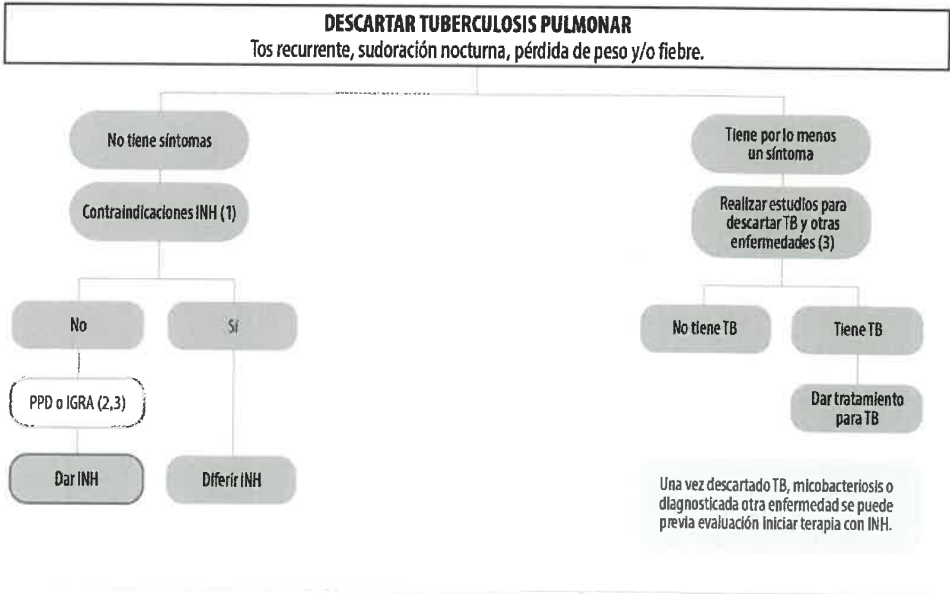 DESCARTAR TUBERCULOSIS PULMONAR
Tos recurrente, sudoración nocturna, pérdida de peso y/o fiebre.
No tiene síntomas
Tiene por lo menos
un síntoma
Contraindicaciones INH (1)
Realizar estudios para
descartar TB y otras
enfermedades (3)
No
Sí
No tiene TB
Tiene TB
PPD o IGRA (2,3)
Dar tratamiento
para TB
Dar INH
Diferir INH
Una vez descartado TB, micobacteriosis o
diagnosticada otra enfermedad se puede
previa evaluación iniciar terapia con INH.